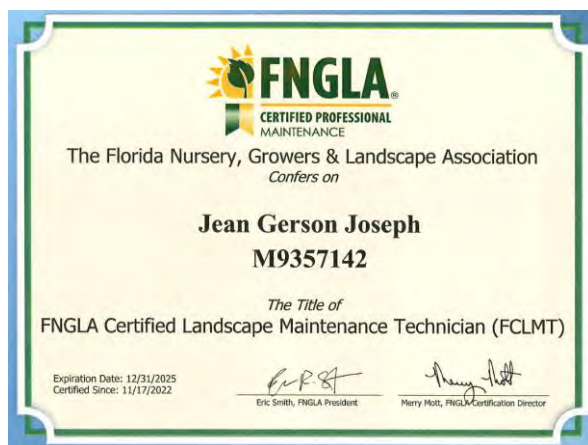 FNGLA®
CERTIFIED PROFESSIONAL
MAINTENANCE
The Florida Nursery, Growers & Landscape Association
Confers on
Jean Gerson Joseph
M9357142
The Title of
FNGLA Certified Landscape Maintenance Technician (FCLMT)
Expiration Date: 12/31/2025
Certified Since: 11/17/2022
Eric Smith, FNGLA President
Merry Mott, FNGLA Certification Director